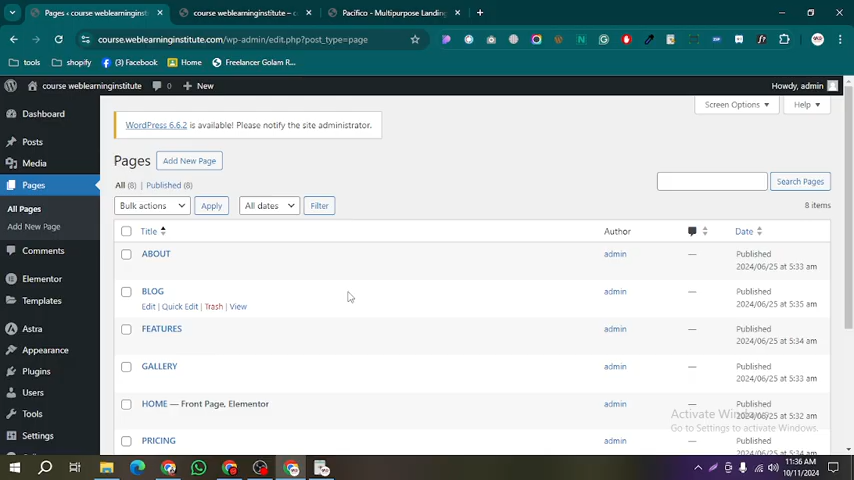 Pages ‹ course weblearninginstit
course weblearninginstitute – c
Pacifico - Multipurpose Landing
course.weblearninginstitute.com/wp-admin/edit.php?post_type=page
tools
shopify
(3) Facebook
Home
Freelancer Golam R...
course weblearninginstitute
0
New
Howdy, admin
Dashboard
Posts
Media
Pages
All Pages
Add New Page
Comments
Elementor
Templates
Astra
Appearance
Plugins
Users
Tools
Settings
Screen Options
Help
WordPress 6.6.2 is available! Please notify the site administrator.
Pages
Add New Page
All (8) | Published (8)
Search Pages
Bulk actions
Apply
All dates
Filter
8 items
Title
Author
Date
ABOUT
admin
—
Published
2024/06/25 at 5:33 am
BLOG
Edit | Quick Edit | Trash | View
admin
—
Published
2024/06/25 at 5:35 am
FEATURES
admin
—
Published
2024/06/25 at 5:34 am
GALLERY
admin
—
Published
2024/06/25 at 5:33 am
HOME — Front Page, Elementor
admin
—
Published
2024/06/25 at 5:32 am
PRICING
admin
—
Published
2024/06/25 at 5:34 am
Activate Windows
Go to Settings to activate Windows.
11:36 AM
10/11/2024